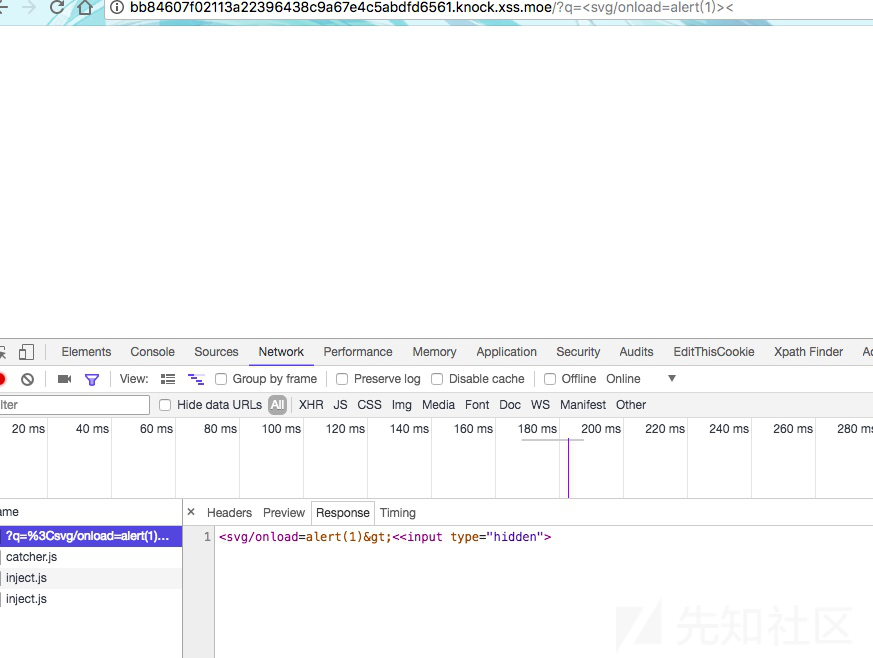 bb84607f02113a22396438c9a67e4c5abdfd6561.knock.xss.moe/?q=<svg/onload=alert(1)><
Elements Console Sources Network Performance Memory Application Security Audits EditThisCookie Xpath Finder
View: Group by frame Preserve log Disable cache Offline Online
Hide data URLs All XHR JS CSS Img Media Font Doc WS Manifest Other
20 ms 40 ms 60 ms 80 ms 100 ms 120 ms 140 ms 160 ms 180 ms 200 ms 220 ms 240 ms 260 ms 280 ms
× Headers Preview Response Timing
?q=%3Csvg/onload=alert(1)...
1 <svg/onload=alert(1)&gt;<<input type="hidden">
catcher.js
inject.js
inject.js
先知社区